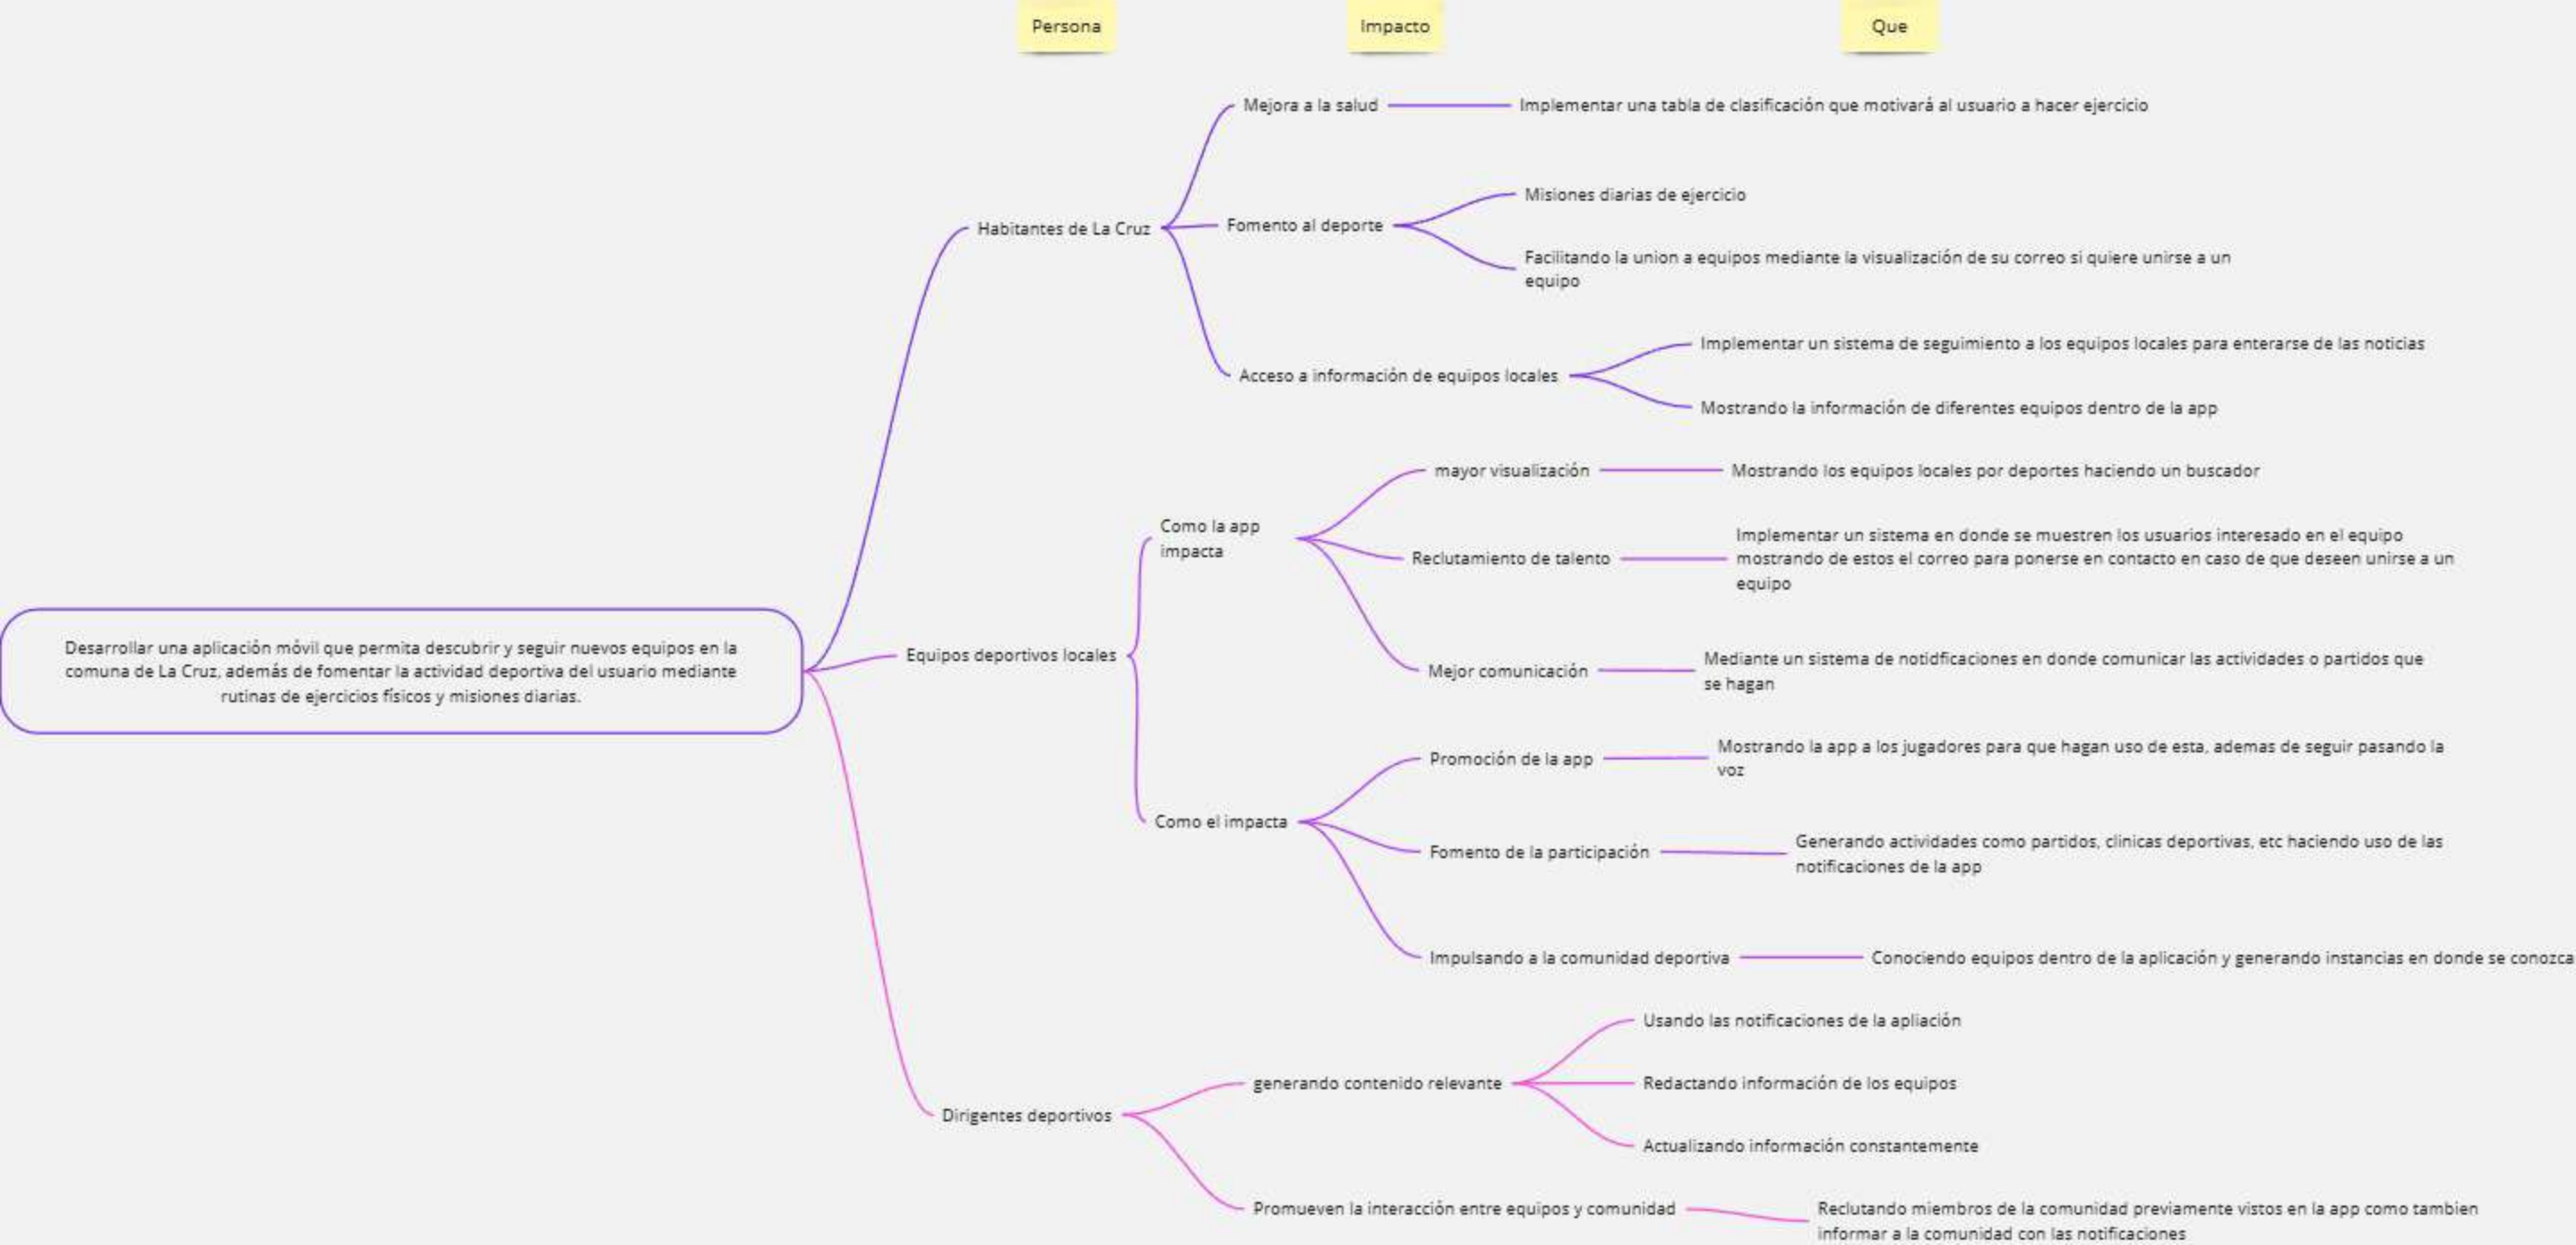 Persona
Impacto
Que
Mejora a la salud
Implementar una tabla de clasificación que motivará al usuario a hacer ejercicio
Misiones diarias de ejercicio
Habitantes de La Cruz
Fomento al deporte
Facilitando la union a equipos mediante la visualización de su correo si quiere unirse a un
equipo
Implementar un sistema de seguimiento a los equipos locales para enterarse de las noticias
Acceso a información de equipos locales
Mostrando la información de diferentes equipos dentro de la app
mayor visualización
Mostrando los equipos locales por deportes haciendo un buscador
Como la app
impacta
Implementar un sistema en donde se muestren los usuarios interesado en el equipo
Reclutamiento de talento
mostrando de estos el correo para ponerse en contacto en caso de que deseen unirse a un
equipo
Desarrollar una aplicación móvil que permita descubrir y seguir nuevos equipos en la
comuna de La Cruz, además de fomentar la actividad deportiva del usuario mediante
rutinas de ejercicios físicos y misiones diarias.
Equipos deportivos locales
Mejor comunicación
Mediante un sistema de notidficaciones en donde comunicar las actividades o partidos que
se hagan
Promoción de la app
Mostrando la app a los jugadores para que hagan uso de esta, ademas de seguir pasando la
voz
Como el impacta
Fomento de la participación
Generando actividades como partidos, clinicas deportivas, etc haciendo uso de las
notificaciones de la app
Impulsando a la comunidad deportiva
Conociendo equipos dentro de la aplicación y generando instancias en donde se conozca
Usando las notificaciones de la apliación
generando contenido relevante
Redactando información de los equipos
Dirigentes deportivos
Actualizando información constantemente
Promueven la interacción entre equipos y comunidad
Reclutando miembros de la comunidad previamente vistos en la app como tambien
informar a la comunidad con las notificaciones